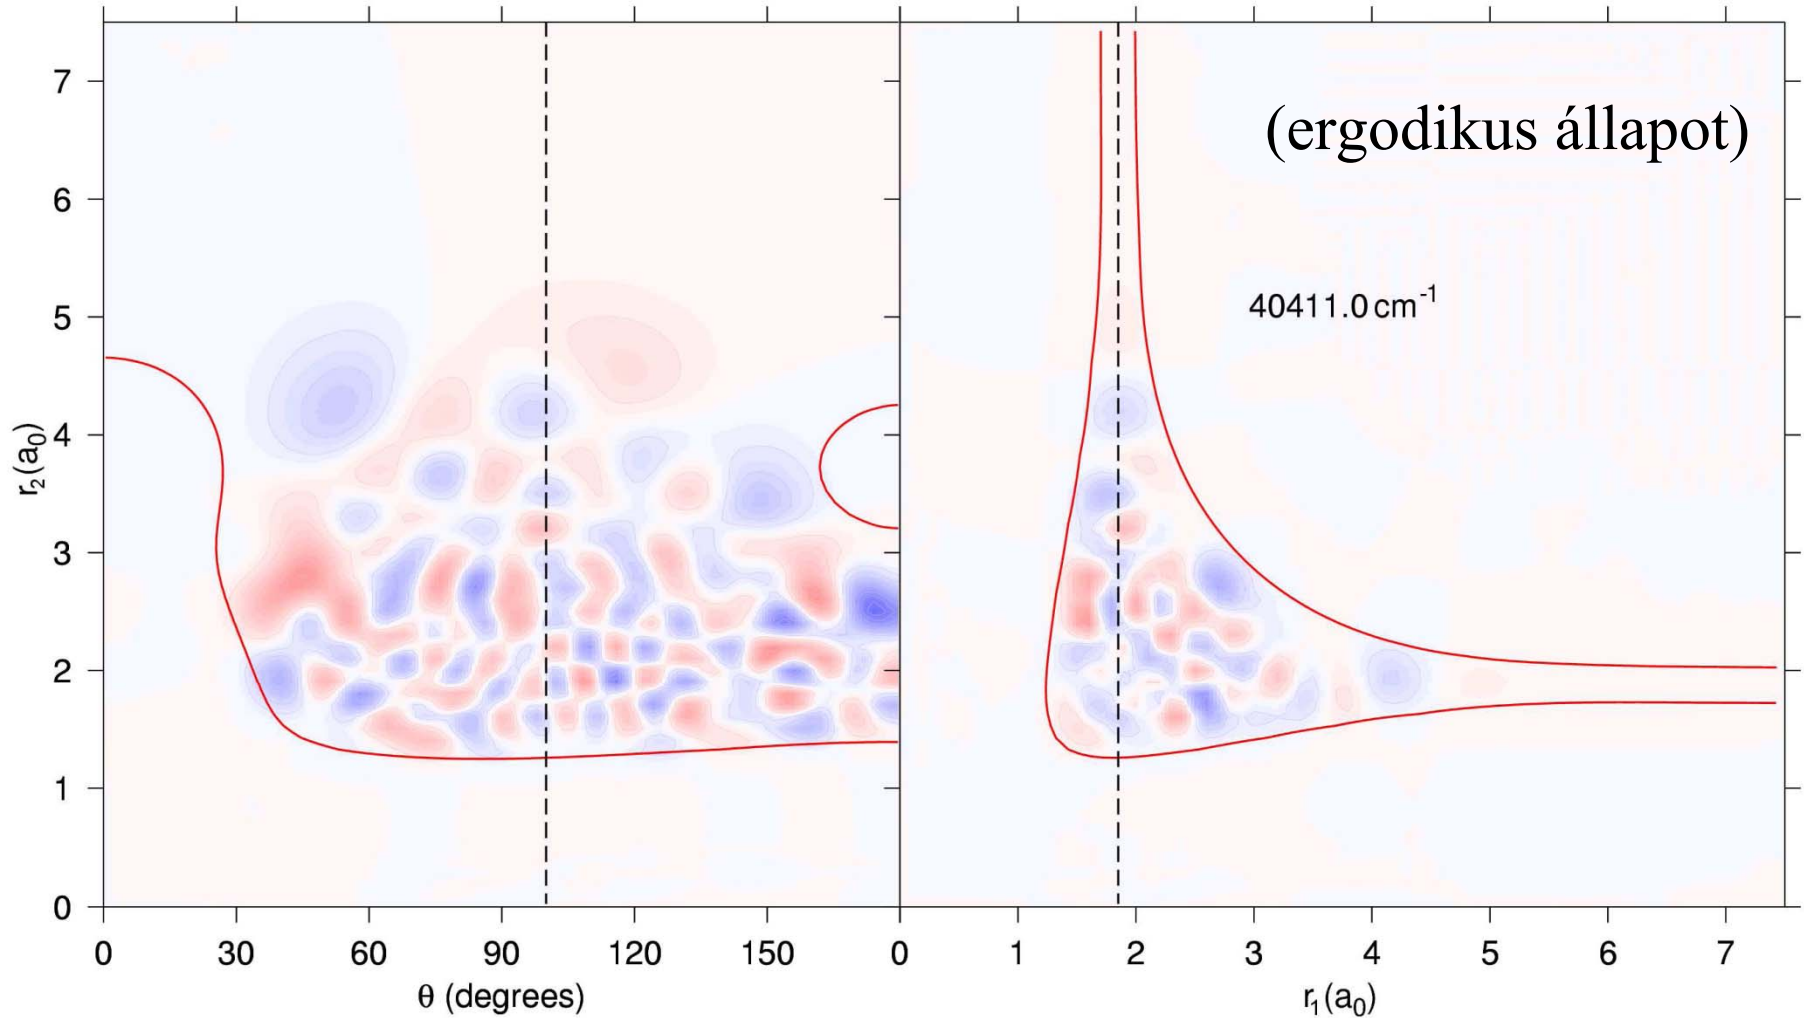 (ergodikus állapot)
40411.0 cm-1
r2(a0)
7
6
5
4
3
2
1
0
0 30 60 90 120 150 0 1 2 3 4 5 6 7
θ (degrees) r1(a0)